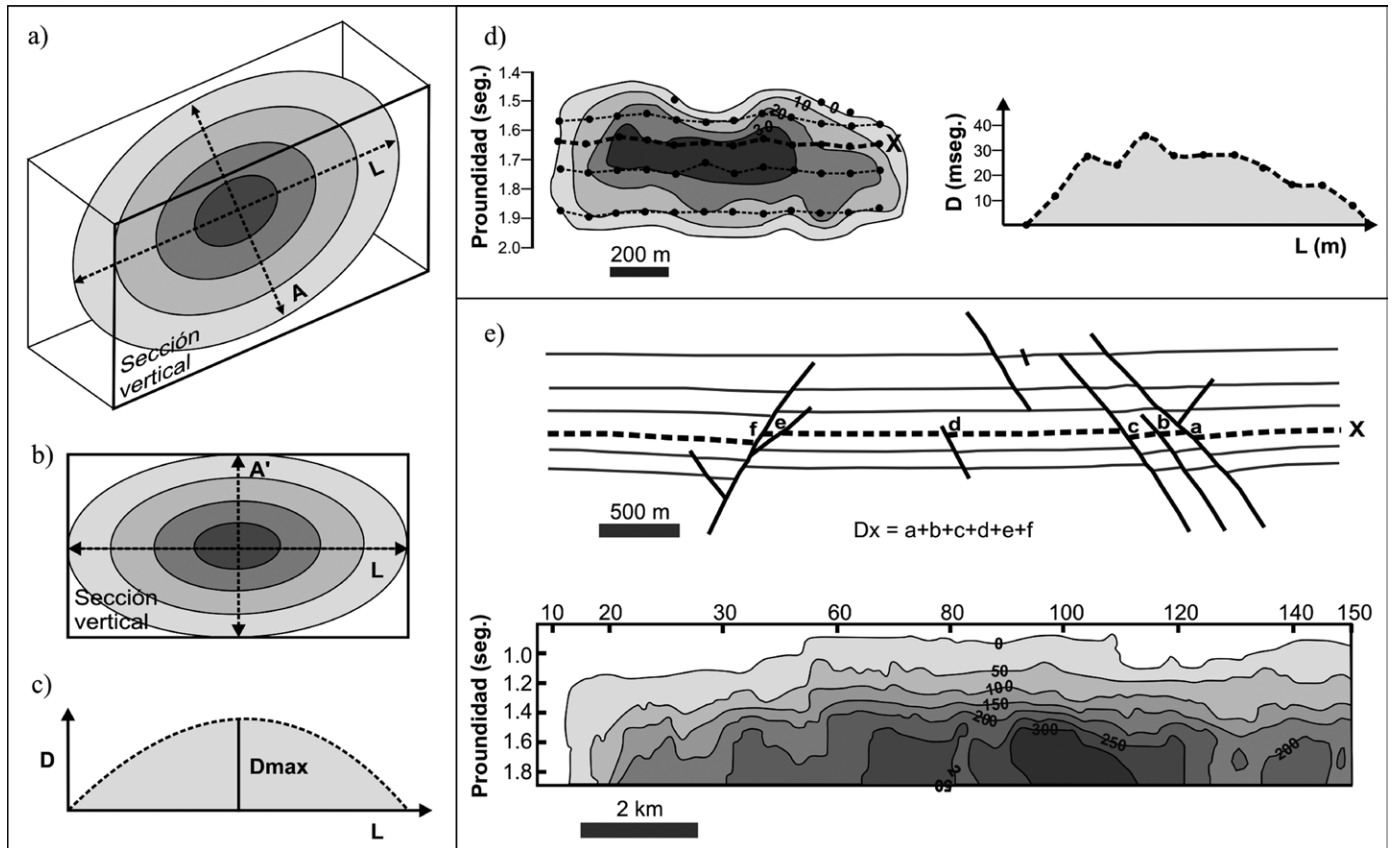 a)
L
A
Sección
vertical
b)
A'
L
Sección
vertical
c)
D
Dmax
L
d)
Proundidad (seg.)
1.4
1.5
1.6
1.7
1.8
1.9
2.0
0
10
20
30
X
200 m
D (mseg.)
40
30
20
10
L (m)
e)
f
e
d
c
b
a
X
500 m
Dx = a+b+c+d+e+f
10 20 30 60 80 100 120 140 150
Proundidad (seg.)
1.0
1.2
1.4
1.6
1.8
0
50
100
150
200
300
250
200
2 km